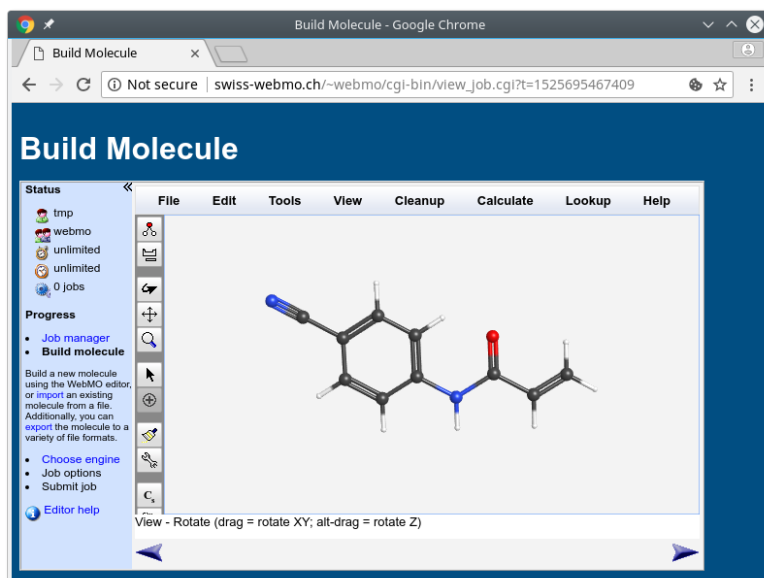 Build Molecule - Google Chrome
Build Molecule
Not secure | swiss-webmo.ch/~webmo/cgi-bin/view_job.cgi?t=1525695467409
Build Molecule
Status
tmp
webmo
unlimited
unlimited
0 jobs
Progress
Job manager
Build molecule
Build a new molecule
using the WebMO editor,
or import an existing
molecule from a file.
Additionally, you can
export the molecule to a
variety of file formats.
Choose engine
Job options
Submit job
Editor help
File Edit Tools View Cleanup Calculate Lookup Help
Cs
View - Rotate (drag = rotate XY; alt-drag = rotate Z)